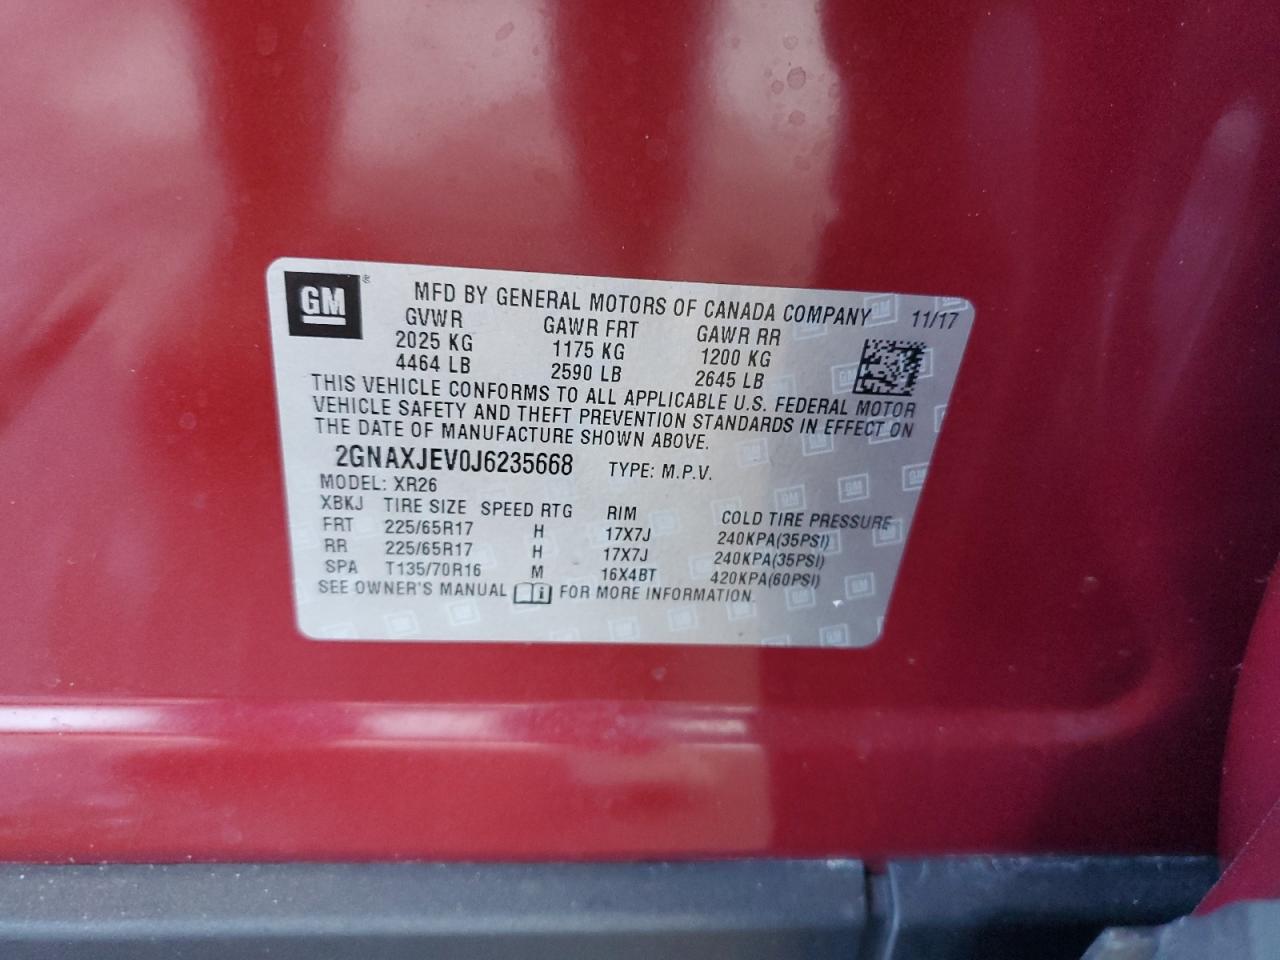 GM ®
MFD BY GENERAL MOTORS OF CANADA COMPANY 11/17
GVWR GAWR FRT GAWR RR
2025 KG 1175 KG 1200 KG
4464 LB 2590 LB 2645 LB
THIS VEHICLE CONFORMS TO ALL APPLICABLE U.S. FEDERAL MOTOR
VEHICLE SAFETY AND THEFT PREVENTION STANDARDS IN EFFECT ON
THE DATE OF MANUFACTURE SHOWN ABOVE.
2GNAXJEV0J6235668 TYPE: M.P.V.
MODEL: XR26
XBKJ TIRE SIZE SPEED RTG RIM COLD TIRE PRESSURE
FRT 225/65R17 H 17X7J 240KPA(35PSI)
RR 225/65R17 H 17X7J 240KPA(35PSI)
SPA T135/70R16 M 16X4BT 420KPA(60PSI)
SEE OWNER'S MANUAL i FOR MORE INFORMATION.